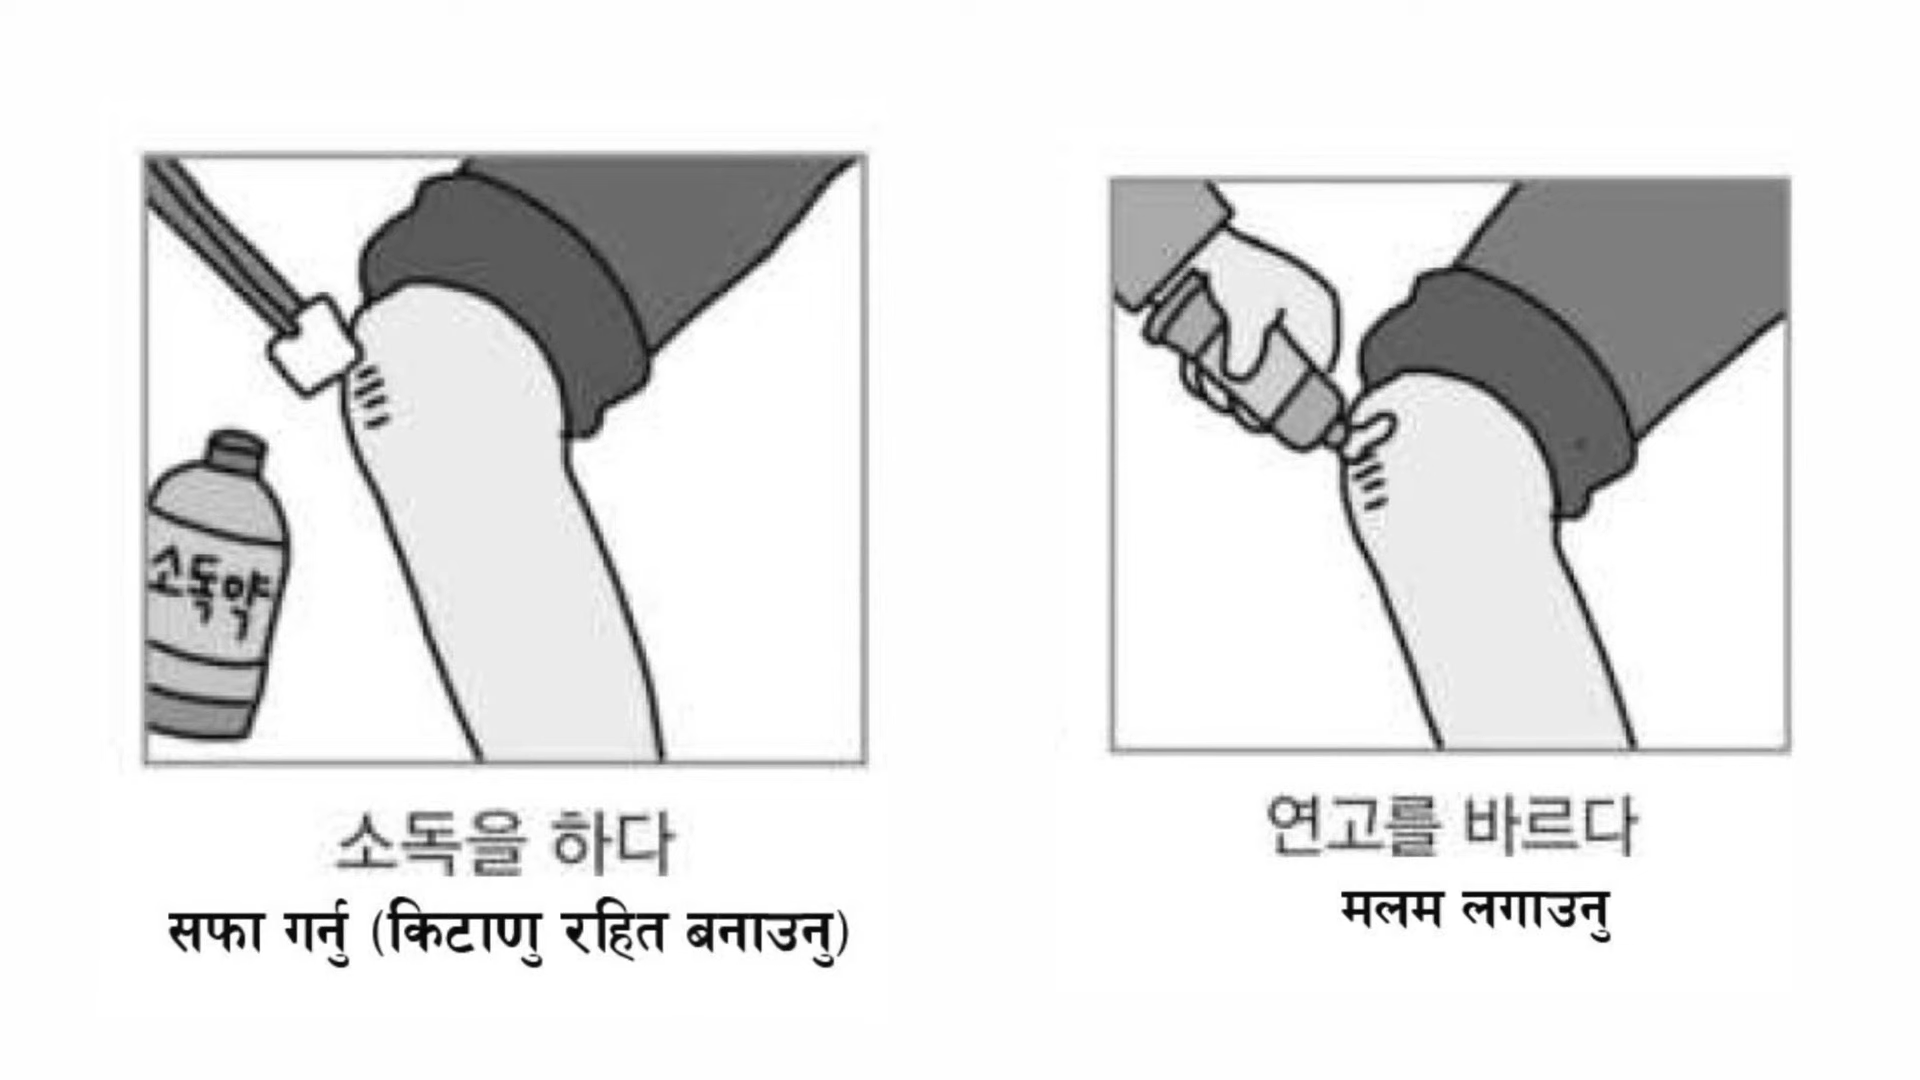 소독약
소독을 하다
सफा गर्नु (किटाणु रहित बनाउनु)
연고를 바르다
मलम लगाउनु